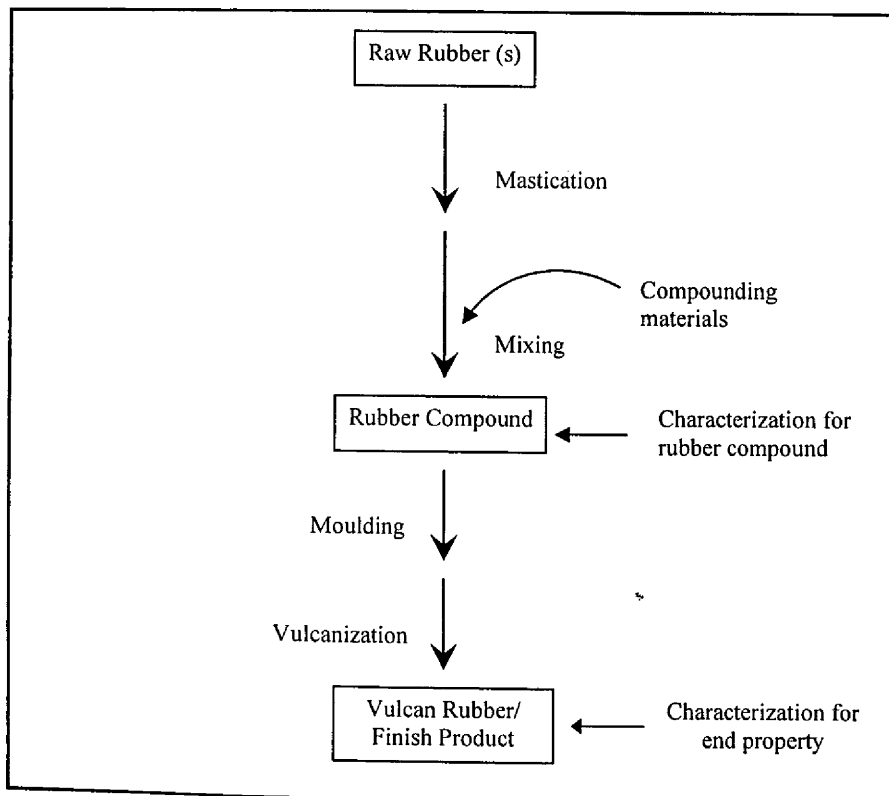 Raw Rubber (s)
Mastication
Compounding
materials
Mixing
Rubber Compound
Characterization for
rubber compound
Moulding
Vulcanization
Vulcan Rubber/
Finish Product
Characterization for
end property